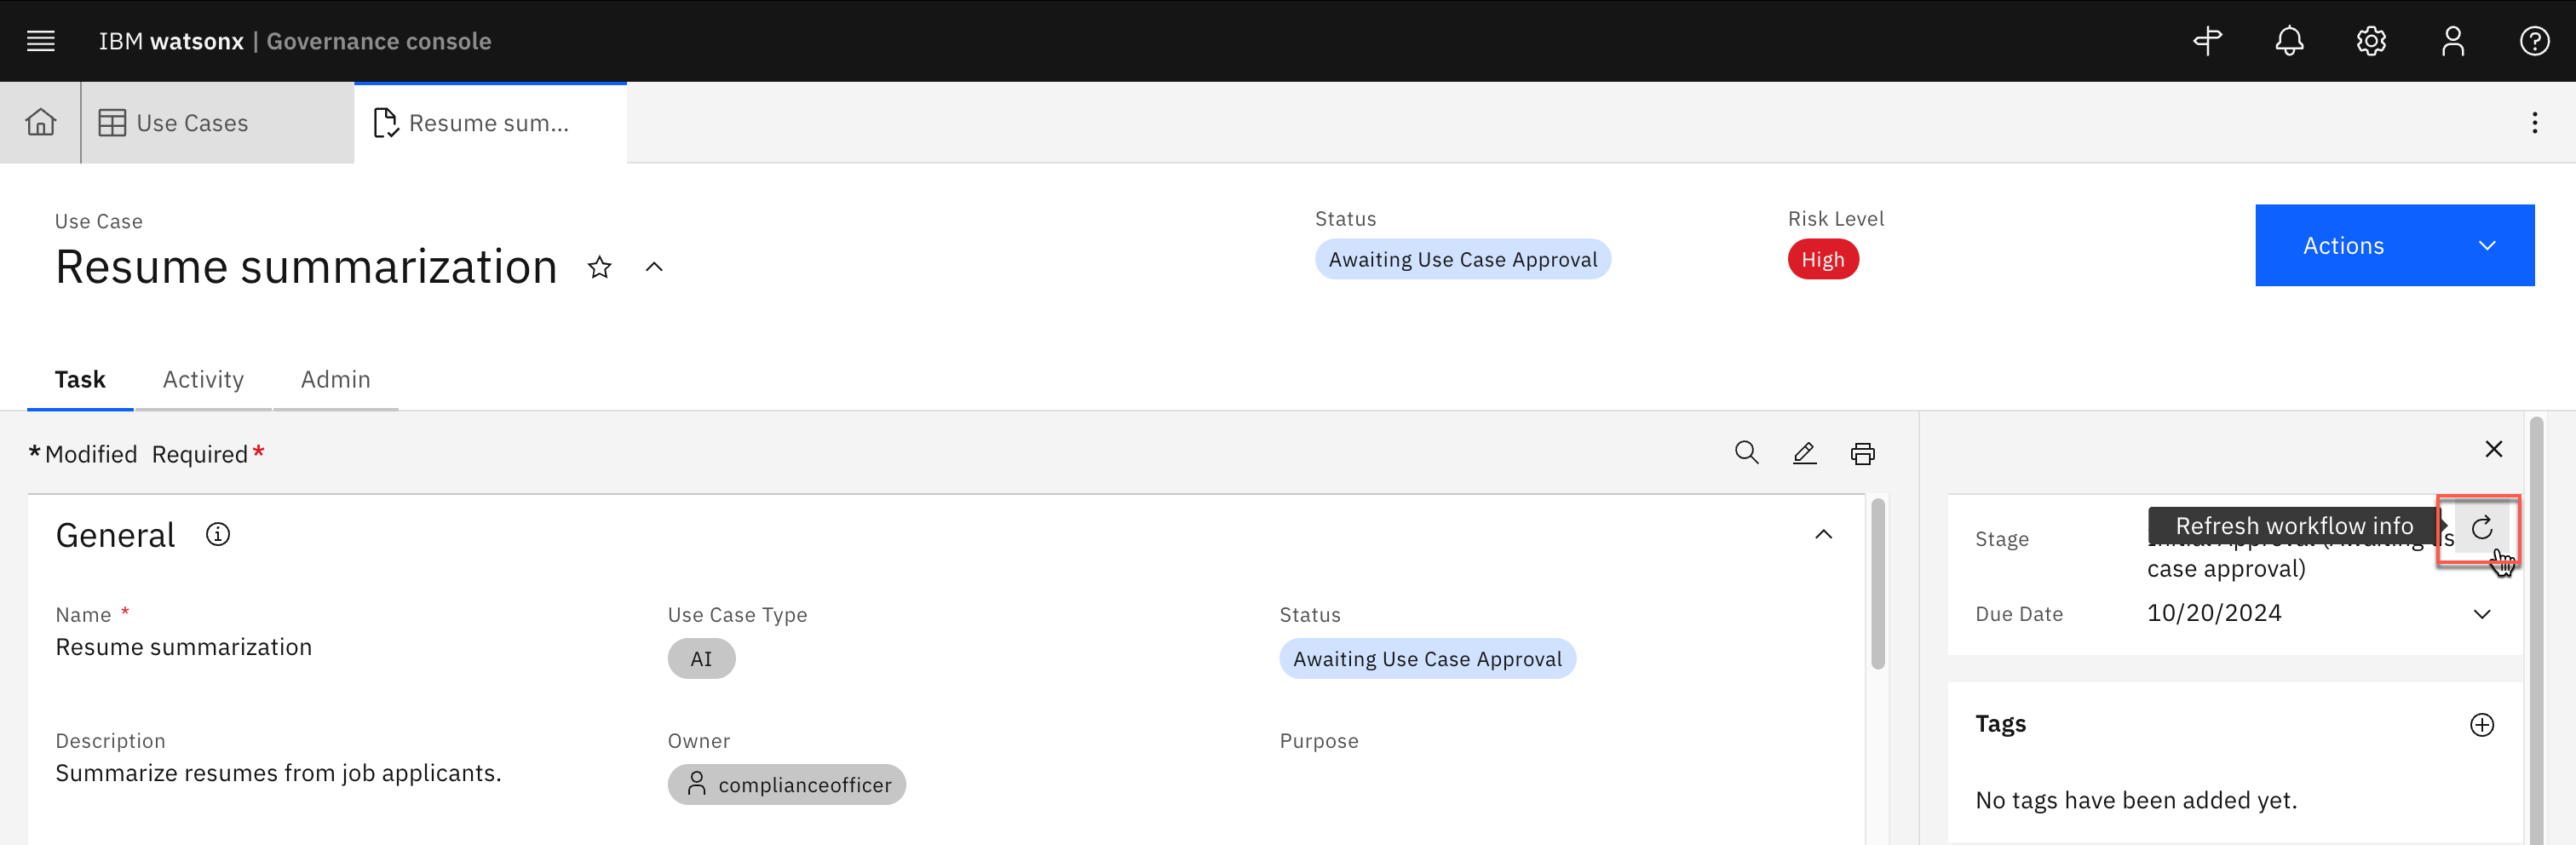 IBM watsonx | Governance console
Use Cases
Resume sum...
Use Case
Resume summarization
Status
Awaiting Use Case Approval
Risk Level
High
Actions
Task
Activity
Admin
*Modified Required*
General
Name *
Resume summarization
Use Case Type
AI
Status
Awaiting Use Case Approval
Description
Summarize resumes from job applicants.
Owner
complianceofficer
Purpose
Refresh workflow info
Stage
case approval)
Due Date
10/20/2024
Tags
No tags have been added yet.